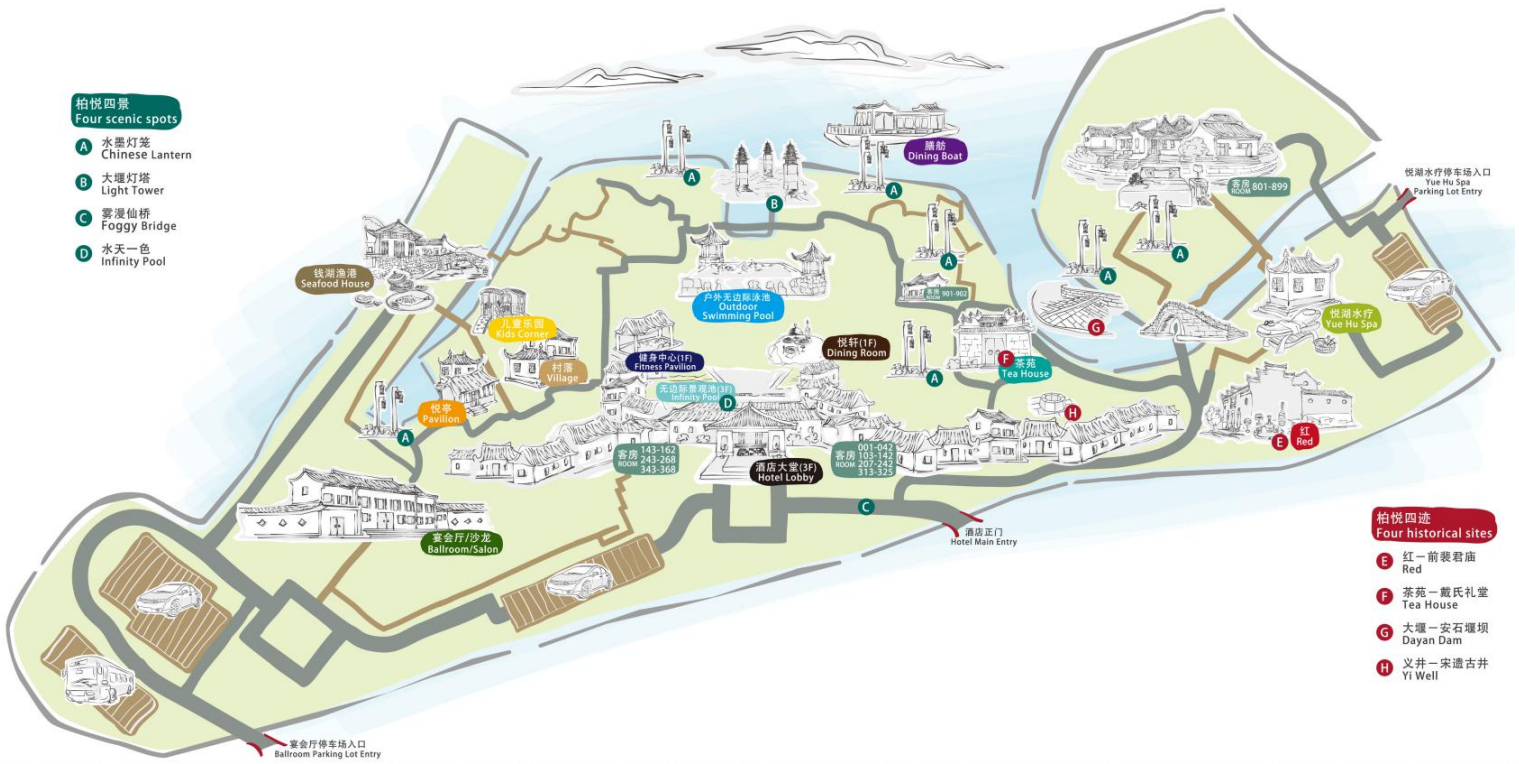 柏悦四景
Four scenic spots
A 水墨灯笼
Chinese Lantern
B 大堰灯塔
Light Tower
C 雾漫仙桥
Foggy Bridge
D 水天一色
Infinity Pool
A
B
膳舫
Dining Boat
A
客房 801-899
ROOM
悦湖水疗停车场入口
Yue Hu Spa
Parking Lot Entry
A
A
A
钱湖渔港
Seafood House
户外无边际泳池
Outdoor
Swimming Pool
客房 901-902
ROOM
G
悦湖水疗
Yue Hu Spa
儿童乐园
Kids Corner
村落
Village
健身中心(1F)
Fitness Pavilion
悦轩(1F)
Dining Room
F
茶苑
Tea House
A
无边际景观池(3F)
Infinity Pool
D
悦亭
Pavilion
A
H
E
红
Red
客房 ROOM
143-162
243-268
343-368
酒店大堂(3F)
Hotel Lobby
客房 ROOM
001-042
103-142
207-242
313-325
宴会厅/沙龙
Ballroom/Salon
C
酒店正门
Hotel Main Entry
宴会厅停车场入口
Ballroom Parking Lot Entry
柏悦四迹
Four historical sites
E 红－前裴君庙
Red
F 茶苑－戴氏礼堂
Tea House
G 大堰－安石堰坝
Dayan Dam
H 义井－宋遗古井
Yi Well